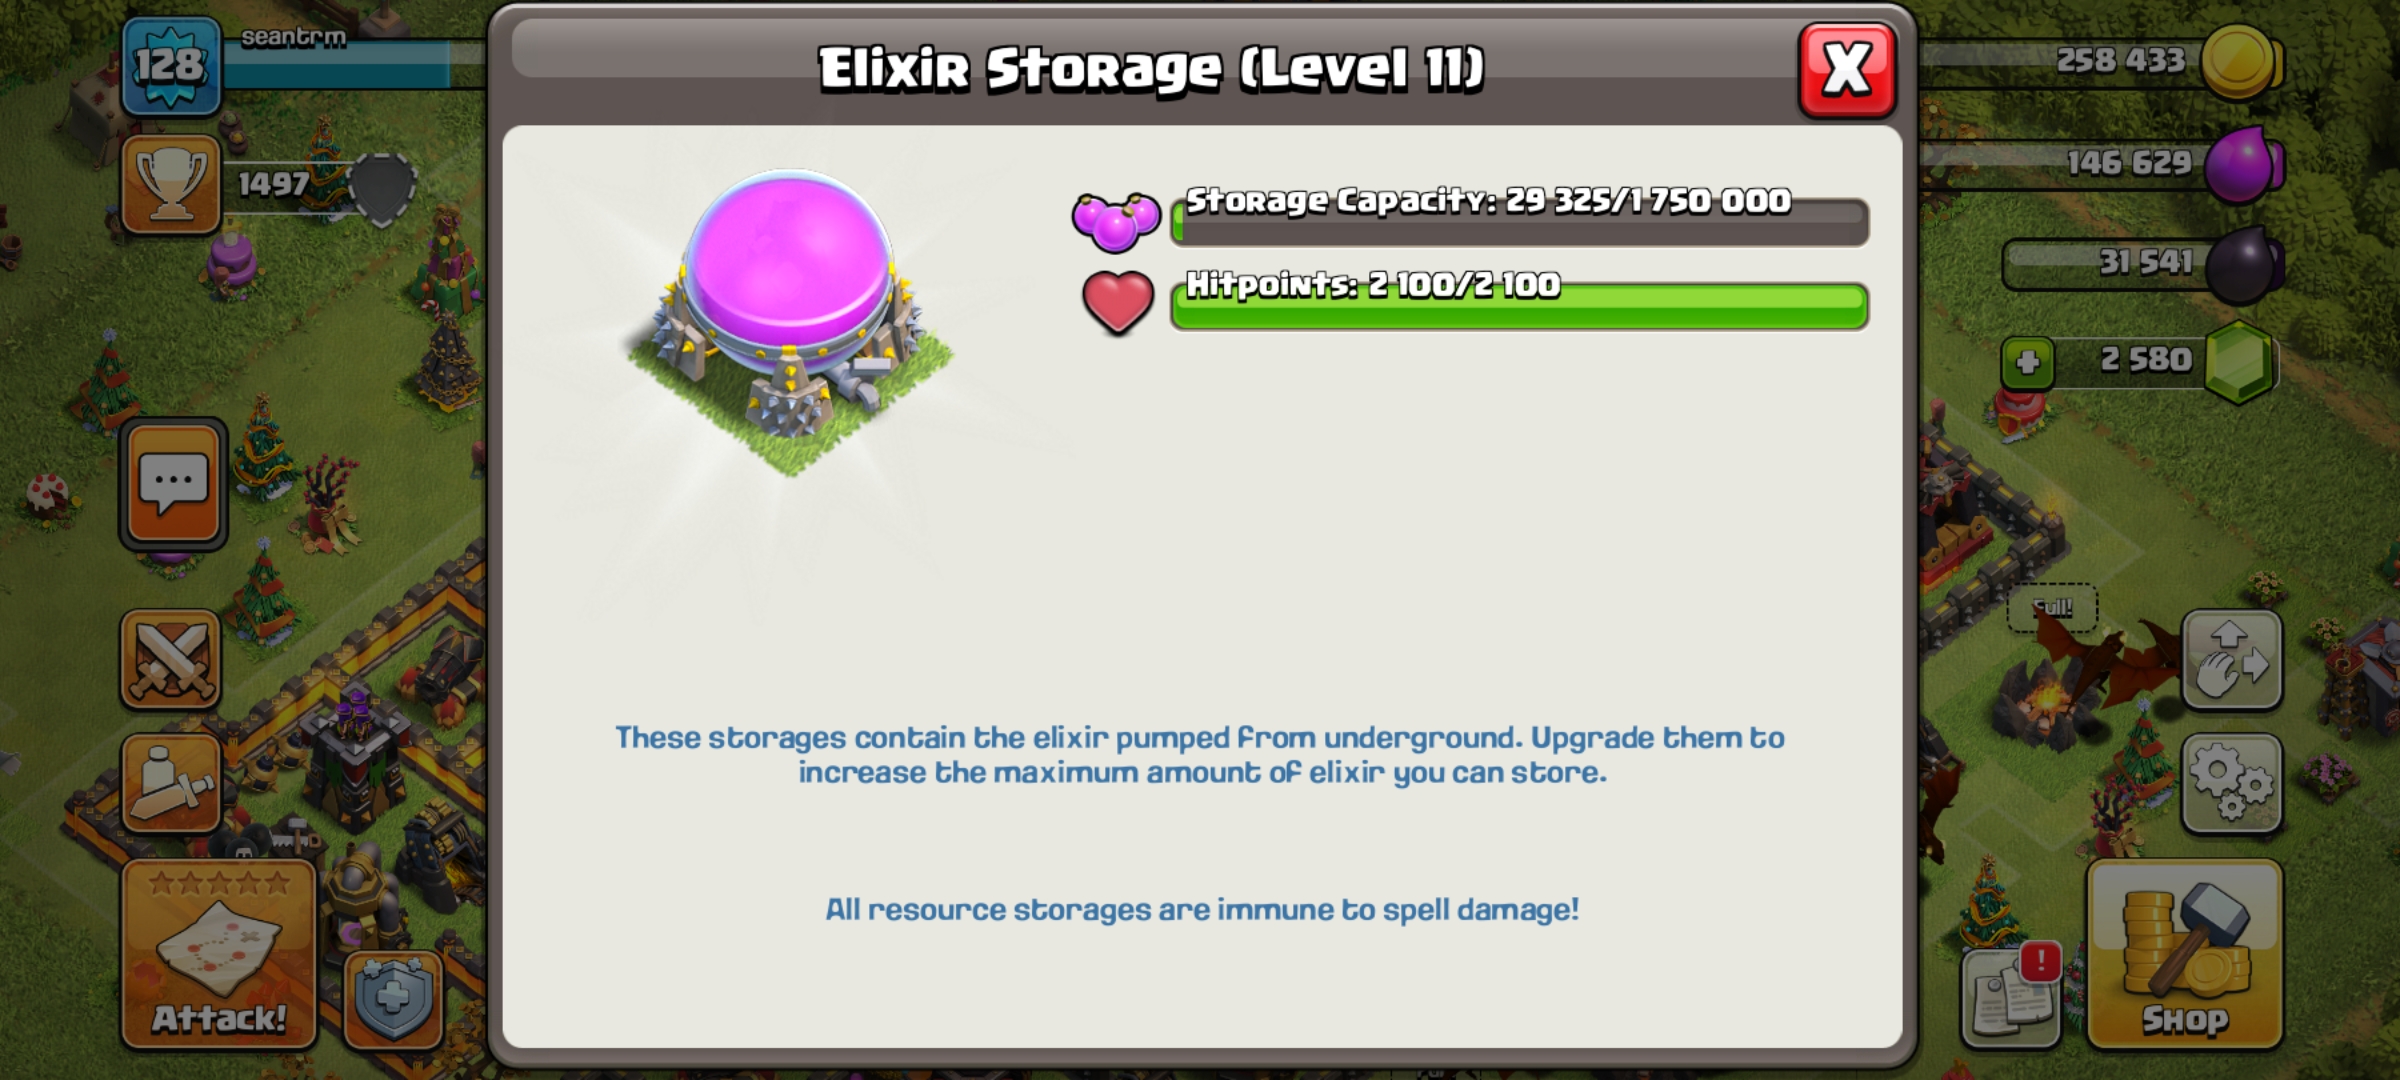 128
seantrm
Elixir Storage (Level 11)
X
258 433
1497
Storage Capacity: 29 325/1 750 000
146 629
Hitpoints: 2 100/2 100
31 541
2 580
Full!
These storages contain the elixir pumped from underground. Upgrade them to
increase the maximum amount of elixir you can store.
All resource storages are immune to spell damage!
!
Attack!
Shop